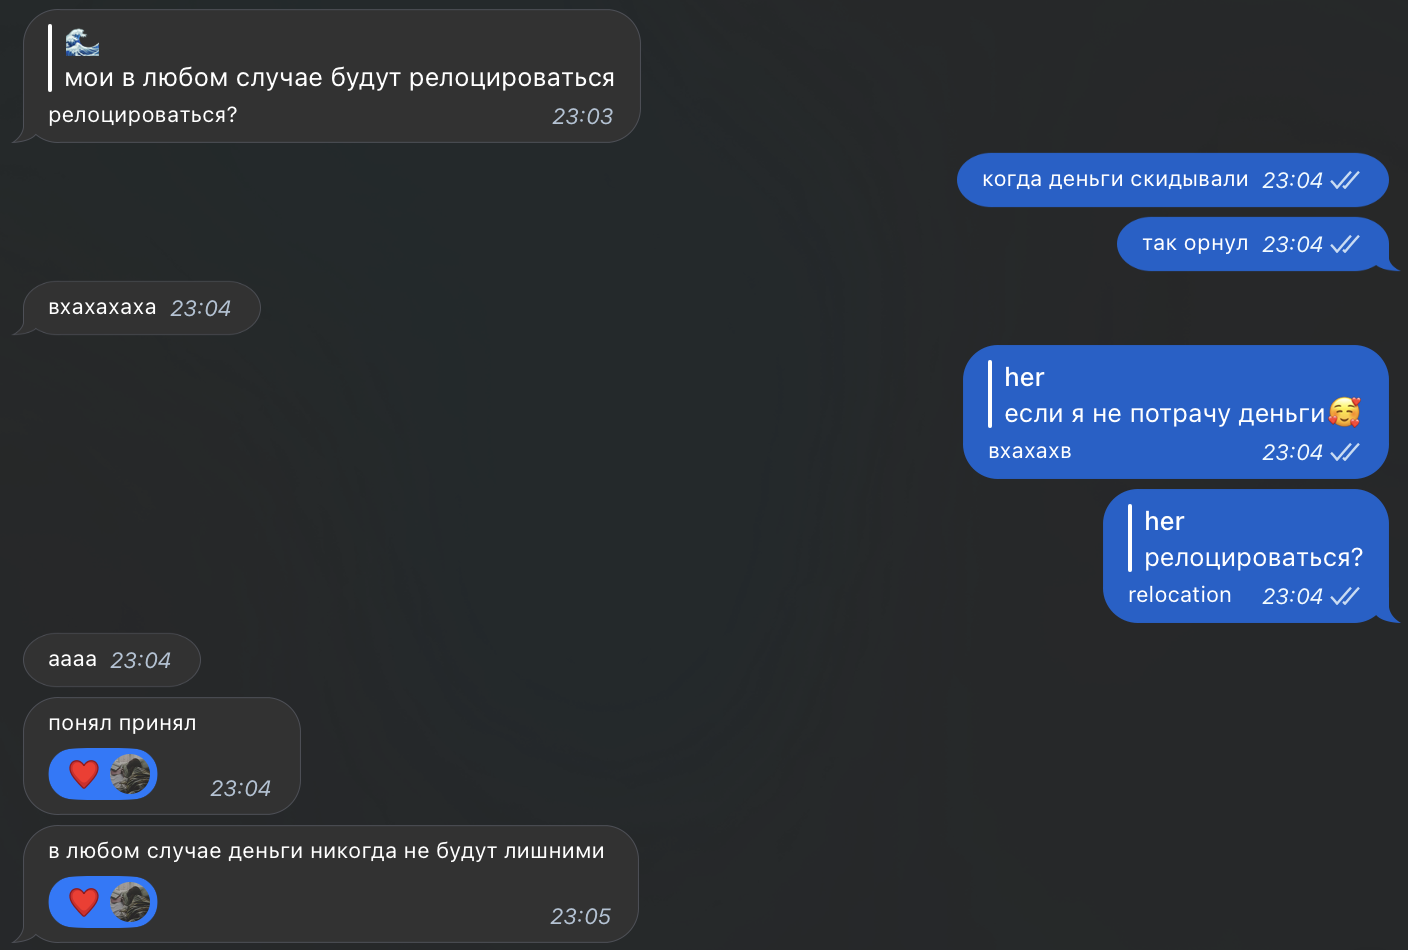 🌊
мои в любом случае будут релоцироваться
релоцироваться? 23:03
когда деньги скидывали 23:04
так орнул 23:04
вхахахаха 23:04
her
если я не потрачу деньги🥰
вхахахв 23:04
her
релоцироваться?
relocation 23:04
аааа 23:04
понял принял
❤️
23:04
в любом случае деньги никогда не будут лишними
❤️
23:05